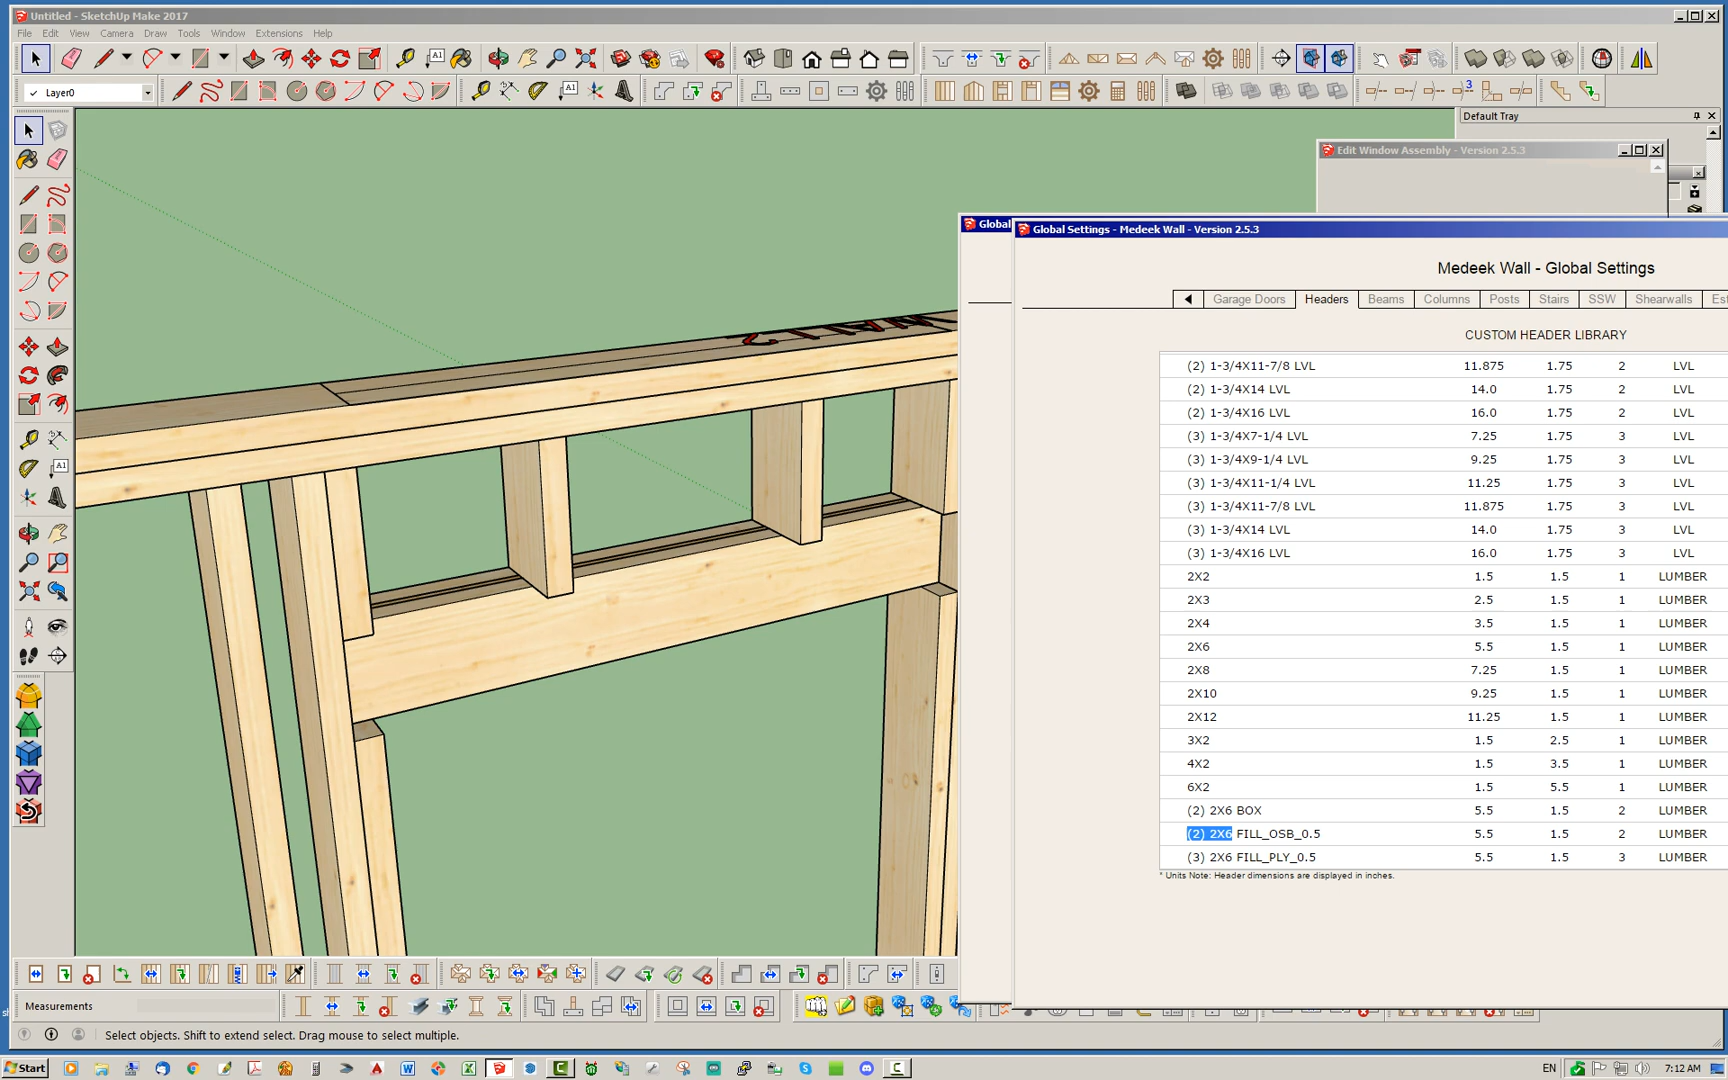 Untitled - SketchUp Make 2017
File Edit View Camera Draw Tools Window Extensions Help
Layer0
Default Tray
Edit Window Assembly - Version 2.5.3
Global
Global Settings - Medeek Wall - Version 2.5.3
Medeek Wall - Global Settings
Garage Doors Headers Beams Columns Posts Stairs SSW Shearwalls Est
CUSTOM HEADER LIBRARY
(2) 1-3/4X11-7/8 LVL 11.875 1.75 2 LVL
(2) 1-3/4X14 LVL 14.0 1.75 2 LVL
(2) 1-3/4X16 LVL 16.0 1.75 2 LVL
(3) 1-3/4X7-1/4 LVL 7.25 1.75 3 LVL
(3) 1-3/4X9-1/4 LVL 9.25 1.75 3 LVL
(3) 1-3/4X11-1/4 LVL 11.25 1.75 3 LVL
(3) 1-3/4X11-7/8 LVL 11.875 1.75 3 LVL
(3) 1-3/4X14 LVL 14.0 1.75 3 LVL
(3) 1-3/4X16 LVL 16.0 1.75 3 LVL
2X2 1.5 1.5 1 LUMBER
2X3 2.5 1.5 1 LUMBER
2X4 3.5 1.5 1 LUMBER
2X6 5.5 1.5 1 LUMBER
2X8 7.25 1.5 1 LUMBER
2X10 9.25 1.5 1 LUMBER
2X12 11.25 1.5 1 LUMBER
3X2 1.5 2.5 1 LUMBER
4X2 1.5 3.5 1 LUMBER
6X2 1.5 5.5 1 LUMBER
(2) 2X6 BOX 5.5 1.5 2 LUMBER
(2) 2X6 FILL_OSB_0.5 5.5 1.5 2 LUMBER
(3) 2X6 FILL_PLY_0.5 5.5 1.5 3 LUMBER
* Units Note: Header dimensions are displayed in inches.
Measurements
Select objects. Shift to extend select. Drag mouse to select multiple.
Start
EN
7:12 AM